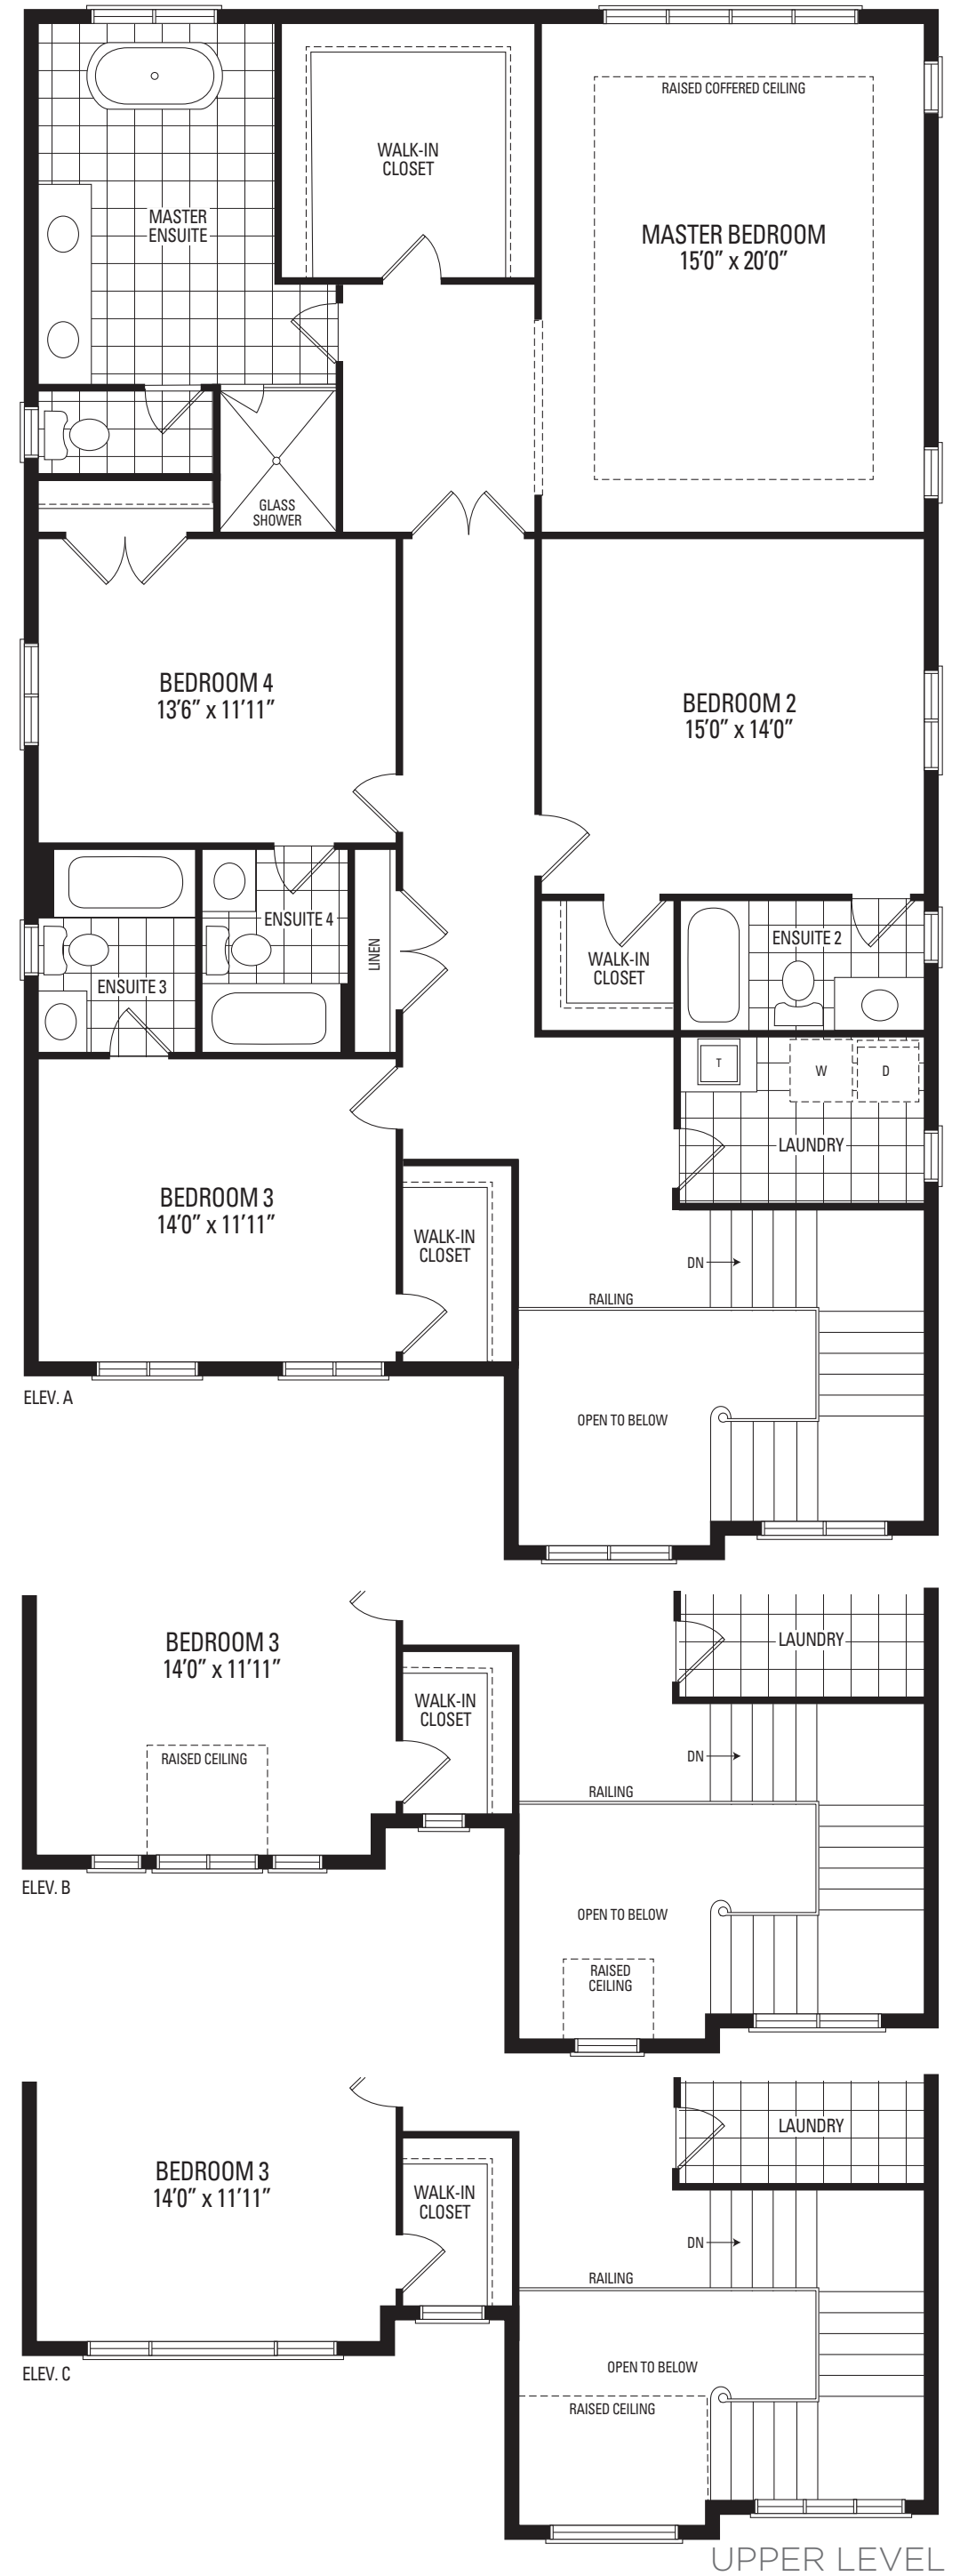 RAISED COFFERED CEILING
WALK-IN
CLOSET
MASTER
ENSUITE
MASTER BEDROOM
15'0" x 20'0"
GLASS
SHOWER
BEDROOM 4
13'6" x 11'11"
BEDROOM 2
15'0" x 14'0"
ENSUITE 4
LINEN
WALK-IN
CLOSET
ENSUITE 2
ENSUITE 3
T
W
D
LAUNDRY
BEDROOM 3
14'0" x 11'11"
WALK-IN
CLOSET
DN
RAILING
ELEV. A
OPEN TO BELOW
BEDROOM 3
14'0" x 11'11"
LAUNDRY
WALK-IN
CLOSET
RAISED CEILING
DN
RAILING
ELEV. B
OPEN TO BELOW
RAISED
CEILING
LAUNDRY
BEDROOM 3
14'0" x 11'11"
WALK-IN
CLOSET
DN
RAILING
ELEV. C
OPEN TO BELOW
RAISED CEILING
UPPER LEVEL